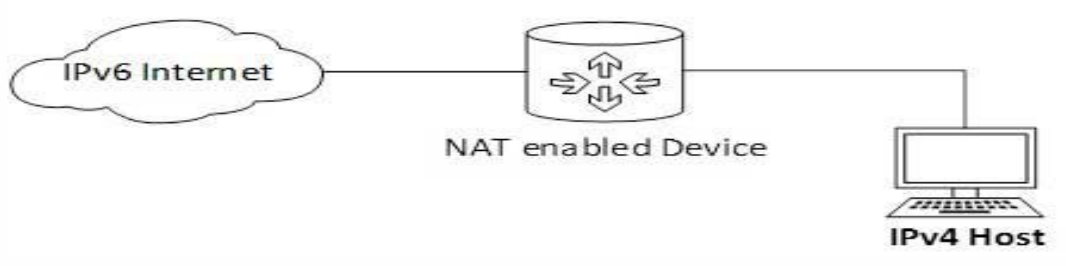 IPv6 Internet
NAT enabled Device
IPv4 Host